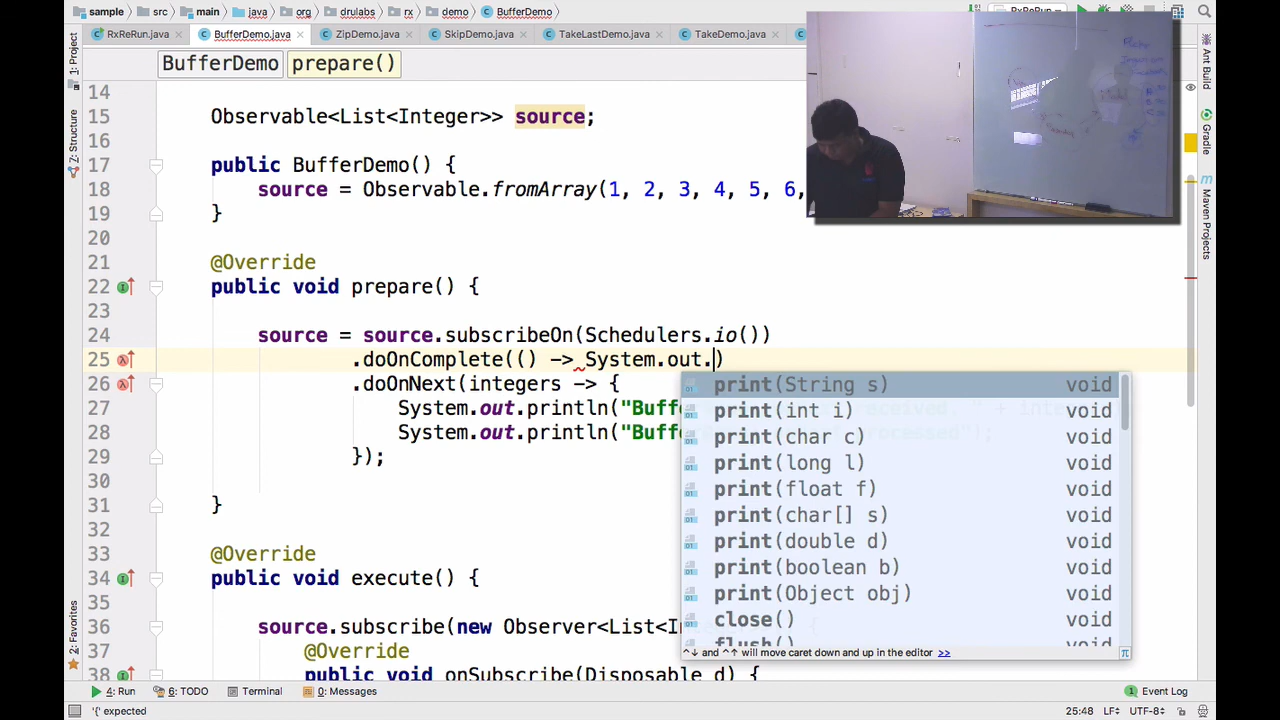 sample src main java org drulabs rx demo BufferDemo RxReRun
RxReRun.java BufferDemo.java ZipDemo.java SkipDemo.java TakeLastDemo.java TakeDemo.java
BufferDemo prepare()
14
15 Observable<List<Integer>> source;
16
17 public BufferDemo() {
18 source = Observable.fromArray(1, 2, 3, 4, 5, 6,
19 }
20
21 @Override
22 public void prepare() {
23
24 source = source.subscribeOn(Schedulers.io())
25 .doOnComplete(() -> System.out.)
26 .doOnNext(integers -> {
27 System.out.println("Buffe
28 System.out.println("Buffe
29 });
30
31 }
32
33 @Override
34 public void execute() {
35
36 source.subscribe(new Observer<List<In
37 @Override
38 public void onSubscribe(Disposable d) {
print(String s) void
print(int i) void
print(char c) void
print(long l) void
print(float f) void
print(char[] s) void
print(double d) void
print(boolean b) void
print(Object obj) void
close() void
flush() void
^↓ and ^↑ will move caret down and up in the editor >>
1: Project
Z: Structure
2: Favorites
Ant Build
Gradle
Maven Projects
4: Run 6: TODO Terminal 0: Messages Event Log
'{' expected 25:48 LF÷ UTF-8÷